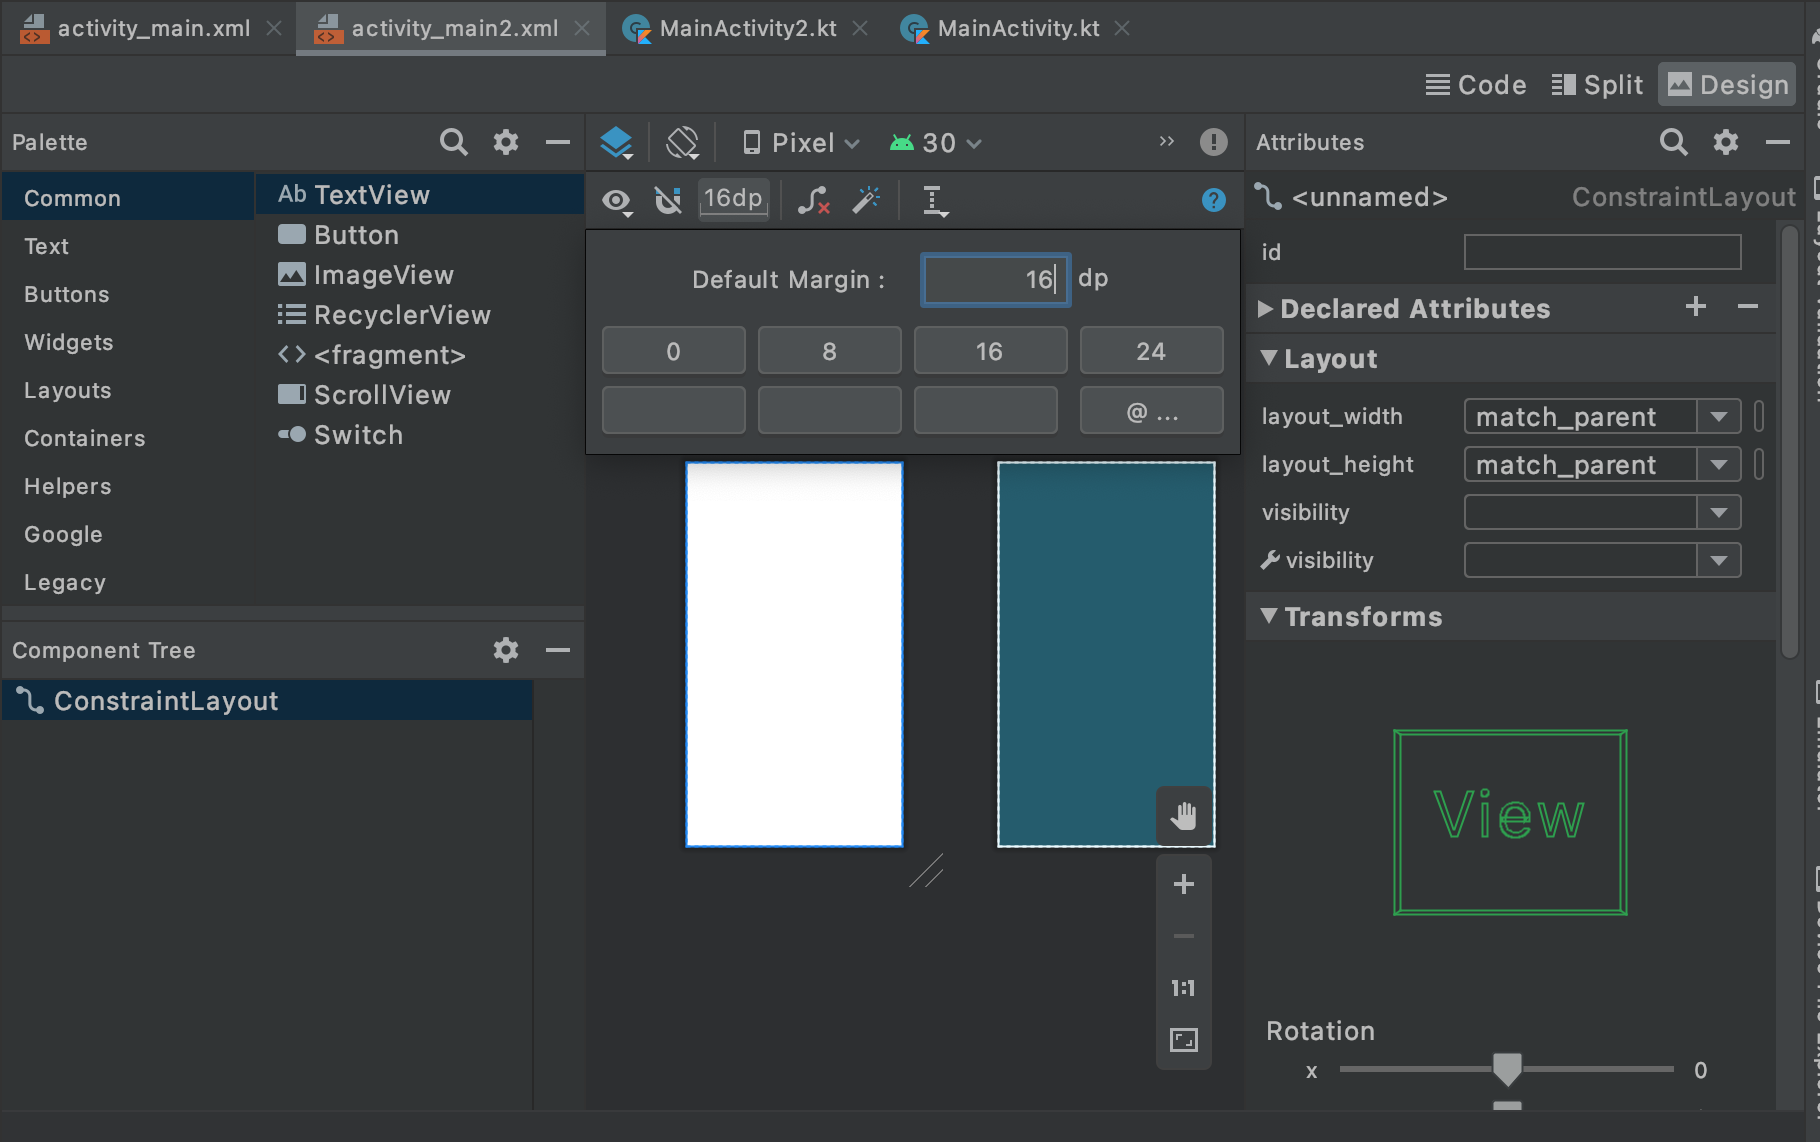 activity_main.xml
activity_main2.xml
MainActivity2.kt
MainActivity.kt
Code
Split
Design
Palette
Pixel
30
Attributes
Common
Text
Buttons
Widgets
Layouts
Containers
Helpers
Google
Legacy
Ab TextView
Button
ImageView
RecyclerView
<fragment>
ScrollView
Switch
16dp
?
Default Margin :
16
dp
0
8
16
24
@ ...
<unnamed>
ConstraintLayout
id
Declared Attributes
Layout
layout_width
match_parent
layout_height
match_parent
visibility
visibility
Transforms
View
Rotation
x
0
Component Tree
ConstraintLayout
1:1